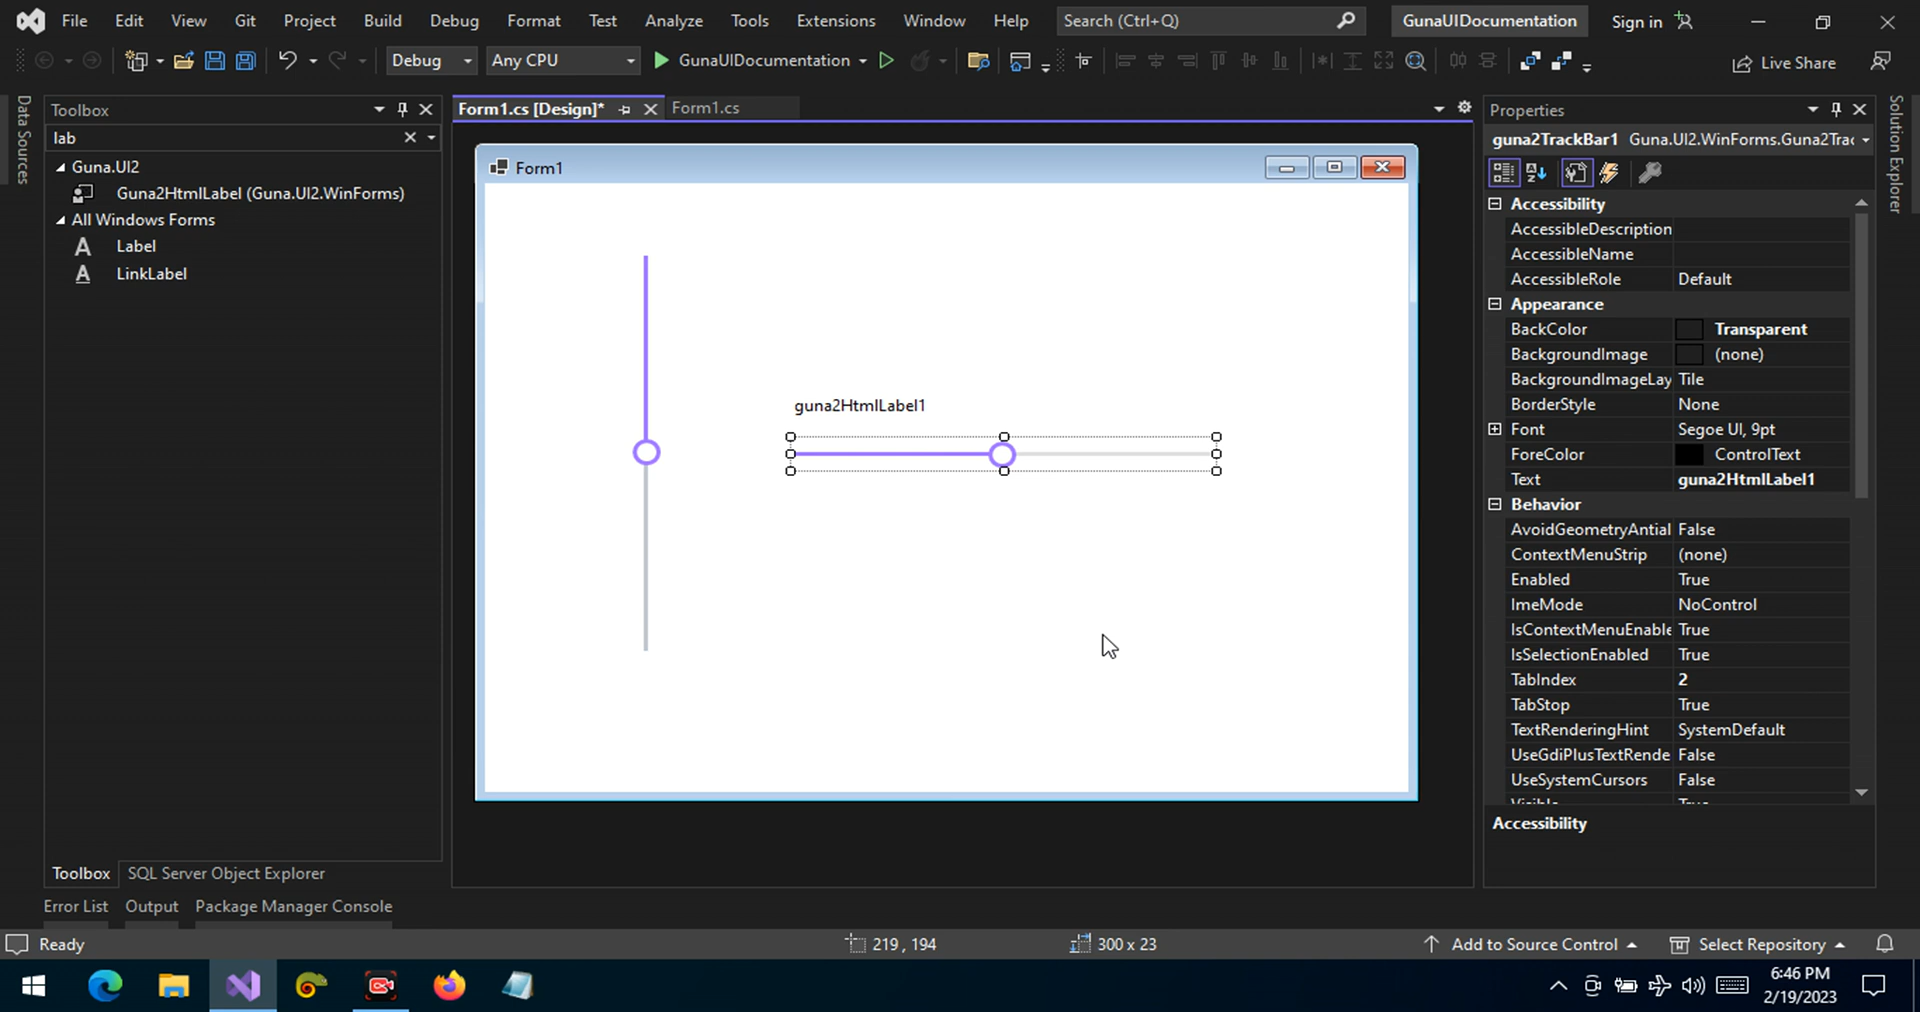 File Edit View Git Project Build Debug Format Test Analyze Tools Extensions Window Help Search (Ctrl+Q) GunaUIDocumentation Sign in
Debug Any CPU GunaUIDocumentation Live Share
Data Sources
Toolbox
lab
Guna.UI2
Guna2HtmlLabel (Guna.UI2.WinForms)
All Windows Forms
A Label
A LinkLabel
Toolbox SQL Server Object Explorer
Form1.cs [Design]* Form1.cs
Form1
guna2HtmlLabel1
Properties
guna2TrackBar1 Guna.UI2.WinForms.Guna2Trac
Accessibility
AccessibleDescription
AccessibleName
AccessibleRole Default
Appearance
BackColor Transparent
BackgroundImage (none)
BackgroundImageLay Tile
BorderStyle None
Font Segoe UI, 9pt
ForeColor ControlText
Text guna2HtmlLabel1
Behavior
AvoidGeometryAntial False
ContextMenuStrip (none)
Enabled True
ImeMode NoControl
IsContextMenuEnable True
IsSelectionEnabled True
TabIndex 2
TabStop True
TextRenderingHint SystemDefault
UseGdiPlusTextRende False
UseSystemCursors False
Accessibility
Solution Explorer
Error List Output Package Manager Console
Ready 219 , 194 300 x 23 Add to Source Control Select Repository
6:46 PM
2/19/2023